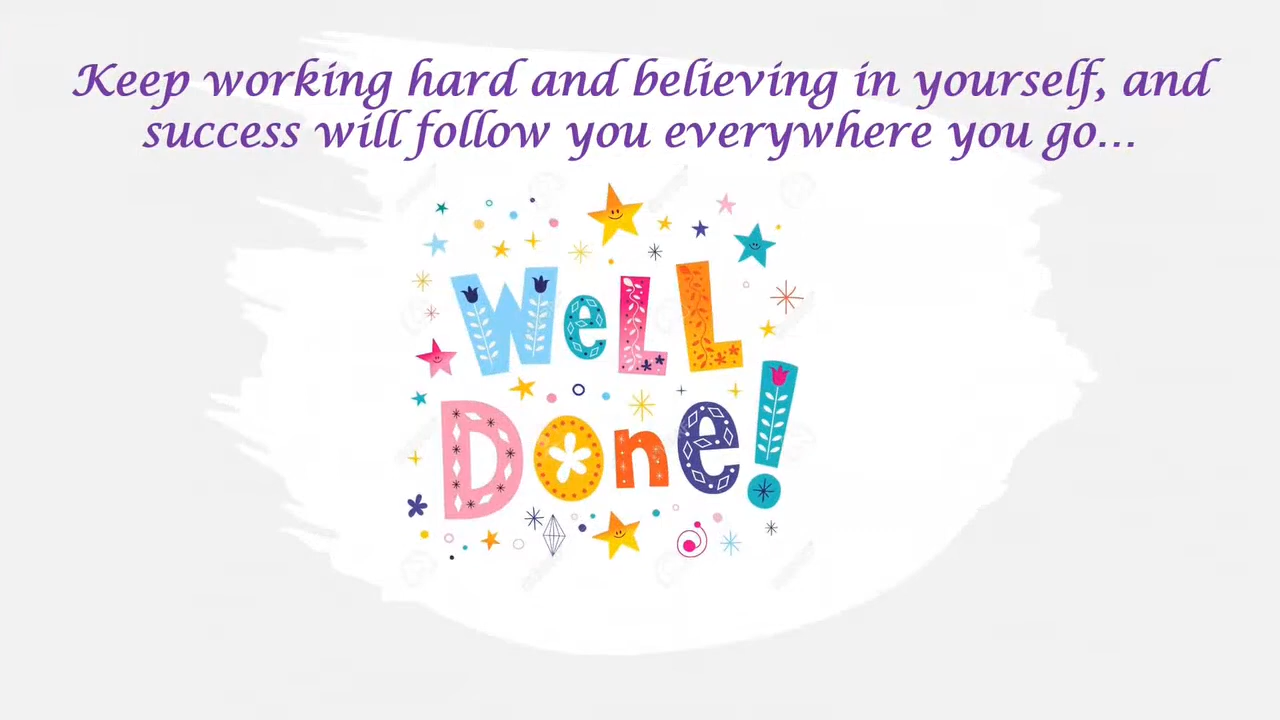 Keep working hard and believing in yourself, and
success will follow you everywhere you go...
WeLL
Done!